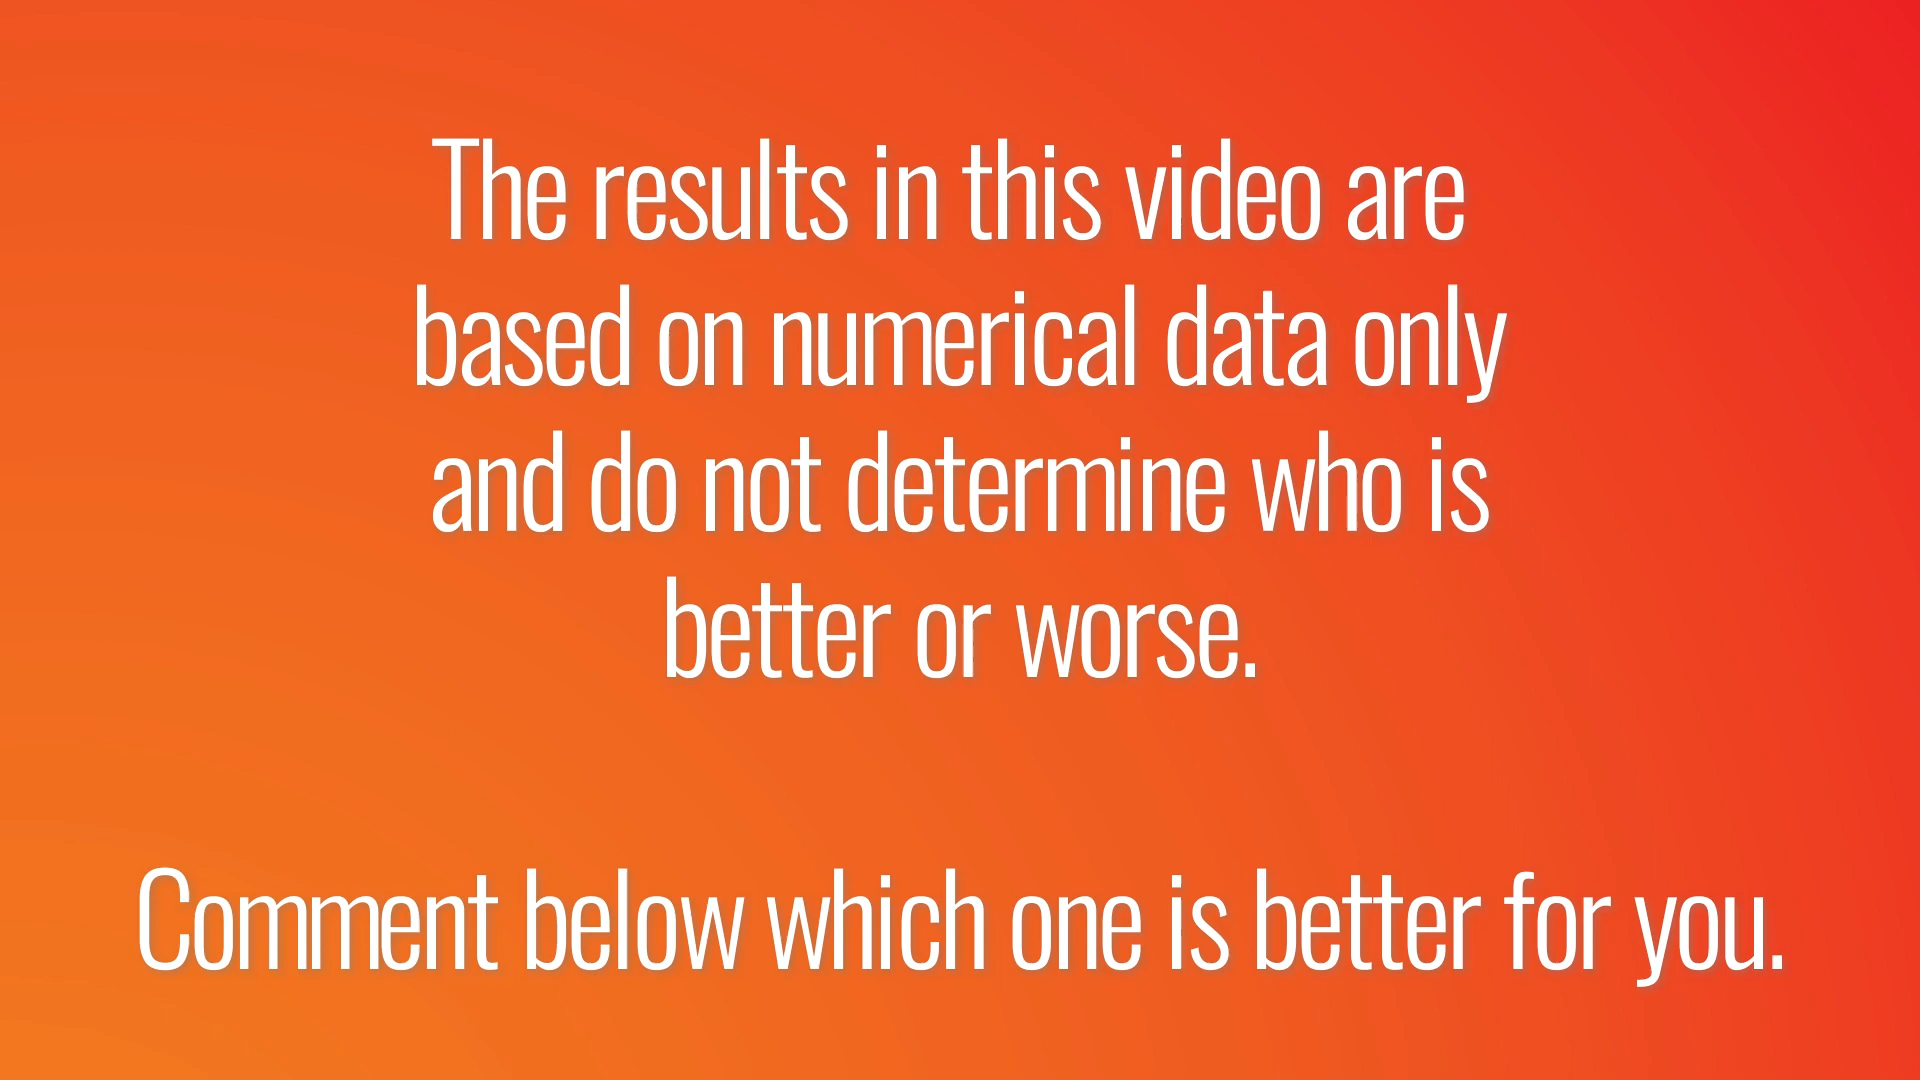 The results in this video are
based on numerical data only
and do not determine who is
better or worse.
Comment below which one is better for you.